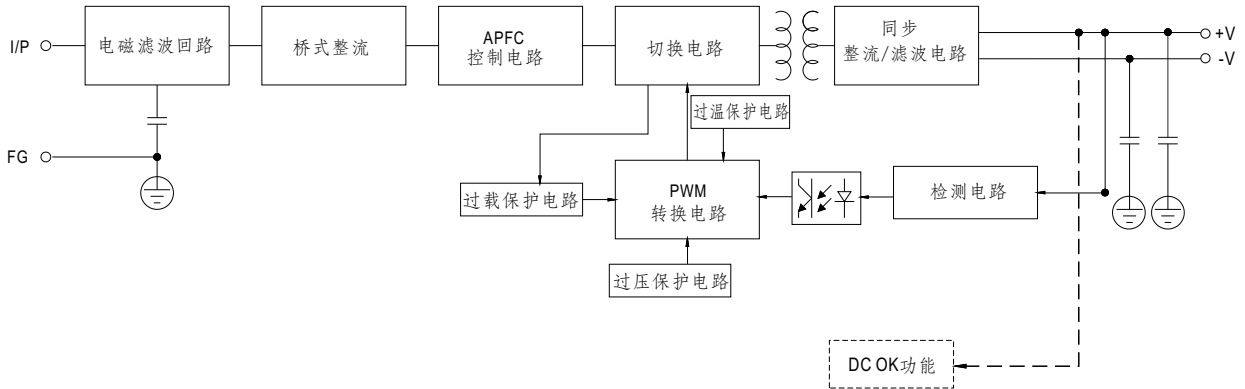 I/P
电磁滤波回路
桥式整流
APFC
控制电路
切换电路
同步
整流/滤波电路
+V
-V
过温保护电路
FG
过载保护电路
PWM
转换电路
检测电路
过压保护电路
DC OK功能